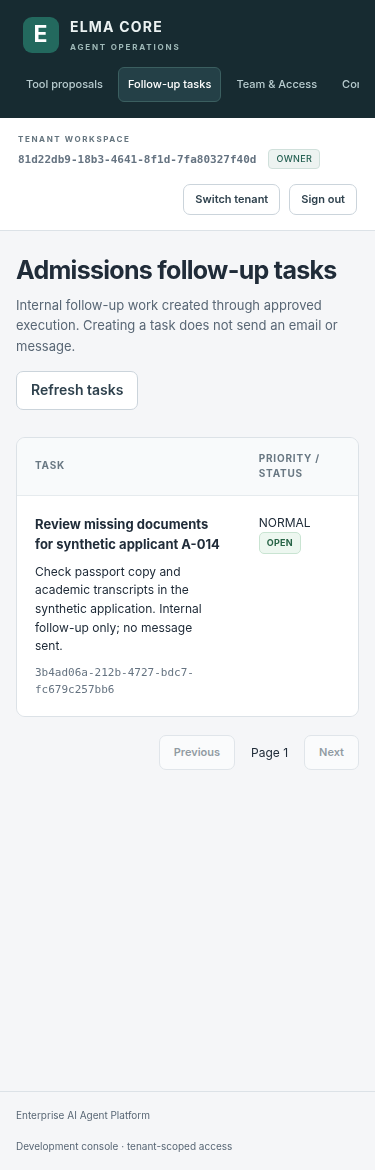 E
ELMA CORE
AGENT OPERATIONS
Tool proposals
Follow-up tasks
Team & Access
TENANT WORKSPACE
81d22db9-18b3-4641-8f1d-7fa80327f40d
OWNER
Switch tenant
Sign out
Admissions follow-up tasks
Internal follow-up work created through approved
execution. Creating a task does not send an email or
message.
Refresh tasks
TASK
PRIORITY /
STATUS
Review missing documents
for synthetic applicant A-014
NORMAL
OPEN
Check passport copy and
academic transcripts in the
synthetic application. Internal
follow-up only; no message
sent.
3b4ad06a-212b-4727-bdc7-
fc679c257bb6
Previous
Page 1
Next
Enterprise AI Agent Platform
Development console · tenant-scoped access